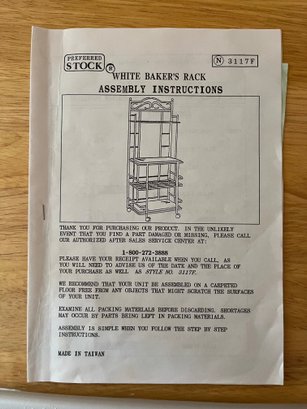 PREFERRED
STOCK ®
N 3117F
WHITE BAKER'S RACK
ASSEMBLY INSTRUCTIONS
THANK YOU FOR PURCHASING OUR PRODUCT. IN THE UNLIKELY
EVENT THAT YOU FIND A PART DAMAGED OR MISSING, PLEASE CALL
OUR AUTHORIZED AFTER SALES SERVICE CENTER AT:
1-800-272-2688
PLEASE HAVE YOUR RECEIPT AVAILABLE WHEN YOU CALL, AS
YOU WILL NEED TO ADVISE US OF THE DATE AND THE PLACE OF
YOUR PURCHASE WELL AS STYLE NO. 3117F.
WE RECOMMEND THAT YOUR UNIT BE ASSEMBLED ON A CARPETED
FLOOR FREE FROM ANY OBJECTS THAT MIGHT SCRATCH THE SURFACES
OF YOUR UNIT.
EXAMINE ALL PACKING MATERIALS BEFORE DISCARDING. SHORTAGES
MAY OCCUR BY PARTS BEING LEFT IN PACKING MATERIALS.
ASSEMBLY IS SIMPLE WHEN YOU FOLLOW THE STEP BY STEP
INSTRUCTIONS.
MADE IN TAIWAN